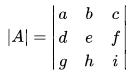 |A| = | a b c |
| d e f |
| g h i |